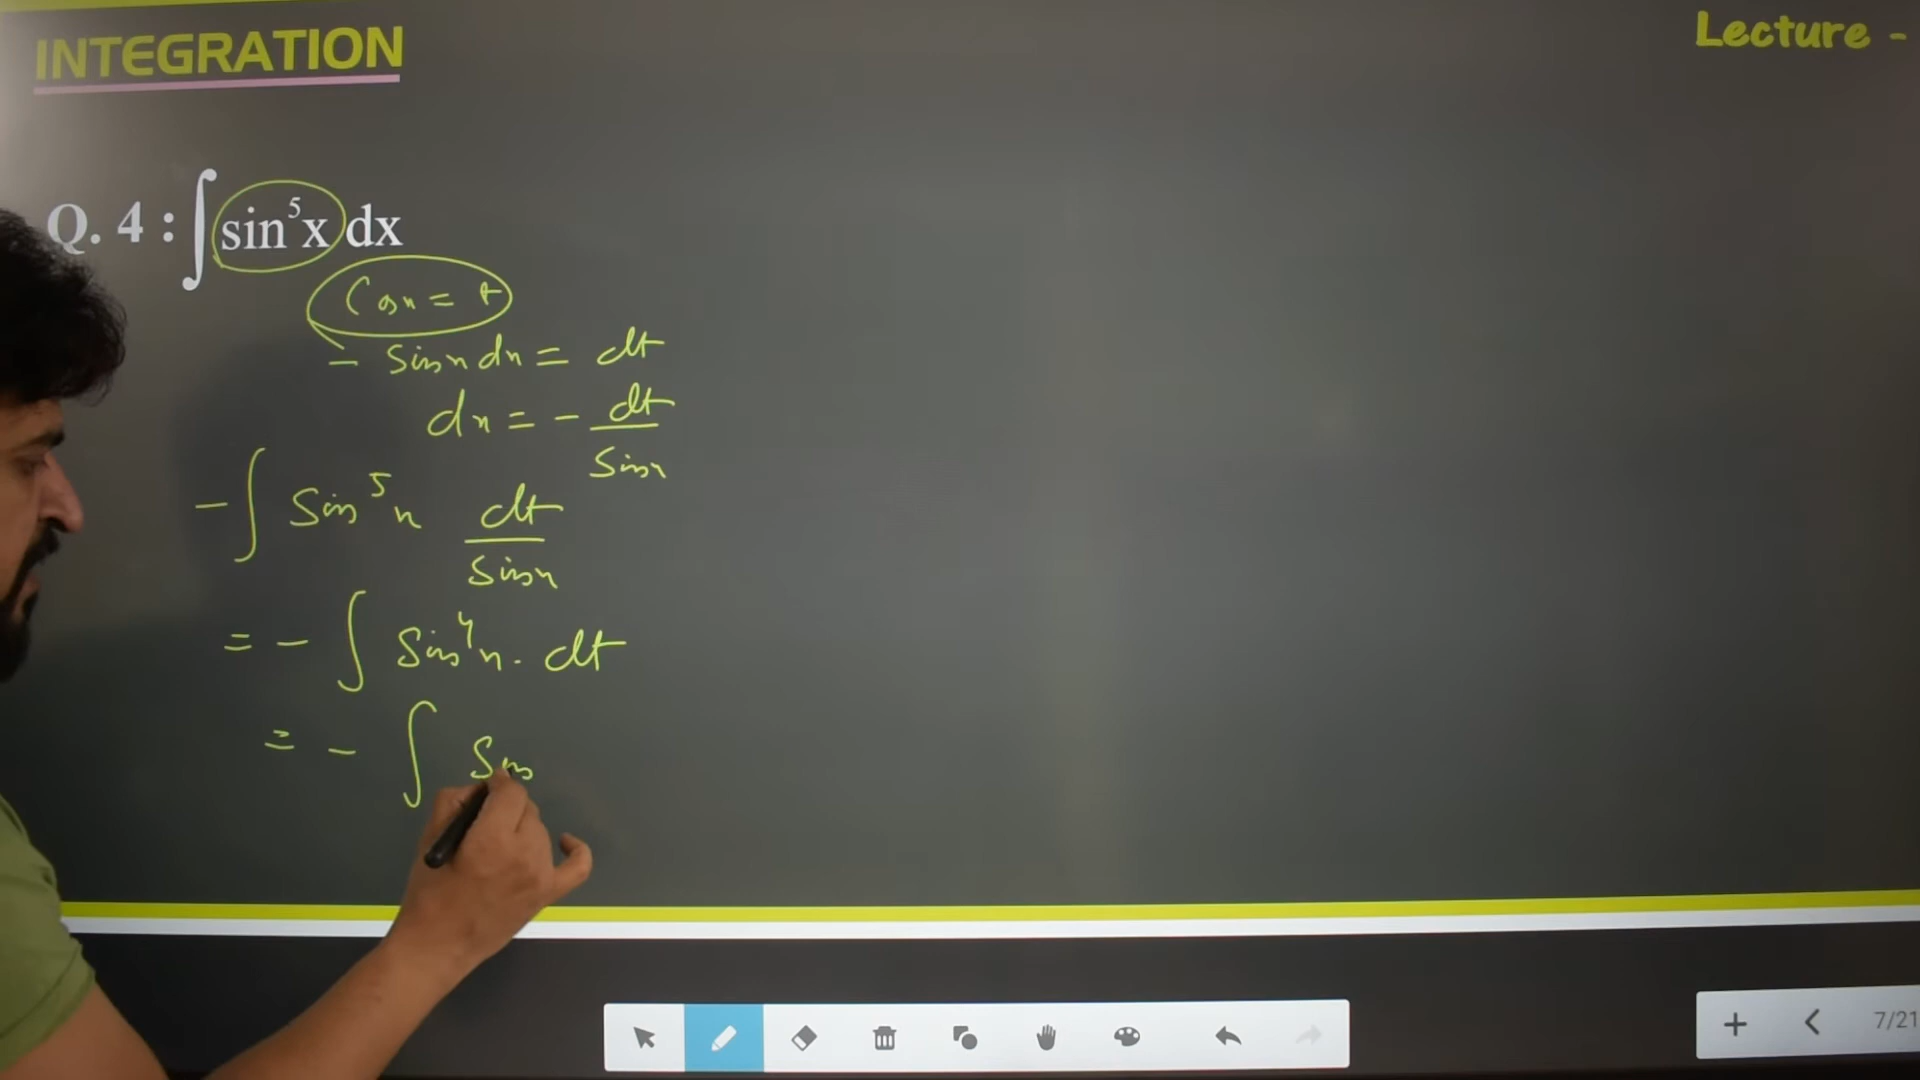 INTEGRATION
Lecture -
Q. 4 : ∫ sin⁵x dx
Cosx = t
- sinx dx = dt
dx = - dt/sinx
- ∫ sin⁵x dt/sinx
= - ∫ sin⁴x . dt
= - ∫ sin
7/21